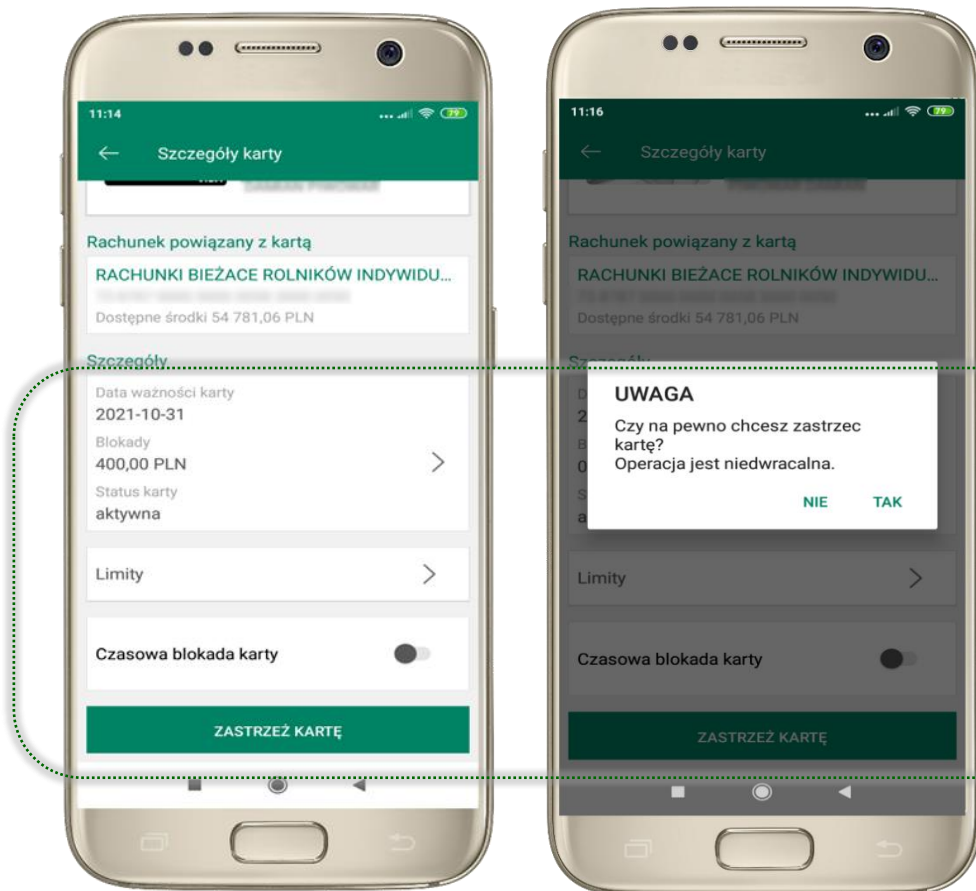 11:14
79
Szczegóły karty
Rachunek powiązany z kartą
RACHUNKI BIEŻACE ROLNIKÓW INDYWIDU...
Dostępne środki 54 781,06 PLN
Szczegóły
Data ważności karty
2021-10-31
Blokady
400,00 PLN
Status karty
aktywna
Limity
Czasowa blokada karty
ZASTRZEŻ KARTĘ
11:16
79
Szczegóły karty
Rachunek powiązany z kartą
RACHUNKI BIEŻACE ROLNIKÓW INDYWIDU...
Dostępne środki 54 781,06 PLN
Szczegóły
UWAGA
Czy na pewno chcesz zastrzec
kartę?
Operacja jest niedwracalna.
NIE TAK
Limity
Czasowa blokada karty
ZASTRZEŻ KARTĘ